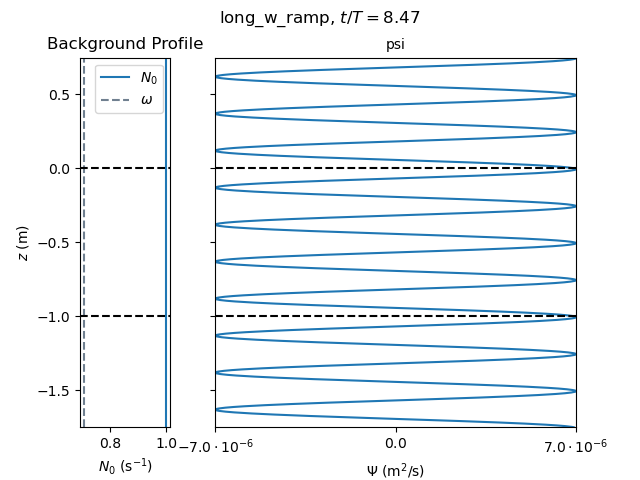 long_w_ramp, t/T = 8.47
Background Profile
psi
N₀
ω
0.5
0.0
−0.5
−1.0
−1.5
z (m)
0.8 1.0
N₀ (s⁻¹)
−7.0 · 10⁻⁶ 0.0 7.0 · 10⁻⁶
Ψ (m²/s)